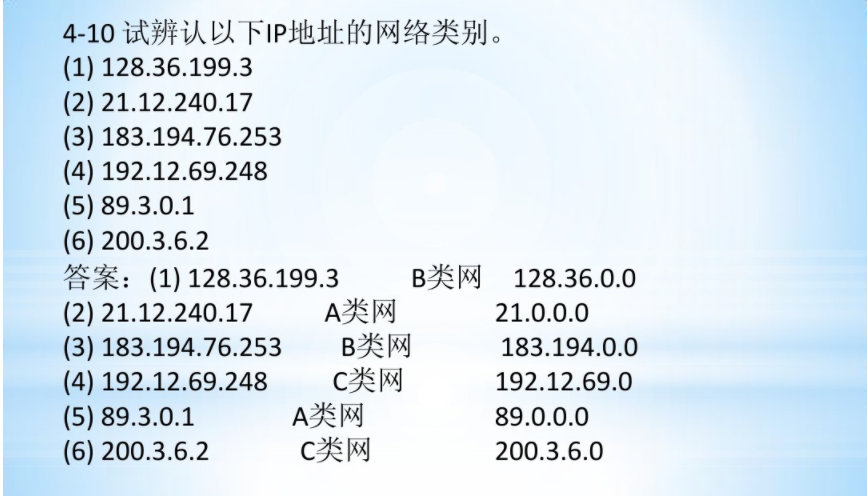 4-10 试辨认以下IP地址的网络类别。
(1) 128.36.199.3
(2) 21.12.240.17
(3) 183.194.76.253
(4) 192.12.69.248
(5) 89.3.0.1
(6) 200.3.6.2
答案：(1) 128.36.199.3 B类网 128.36.0.0
(2) 21.12.240.17 A类网 21.0.0.0
(3) 183.194.76.253 B类网 183.194.0.0
(4) 192.12.69.248 C类网 192.12.69.0
(5) 89.3.0.1 A类网 89.0.0.0
(6) 200.3.6.2 C类网 200.3.6.0